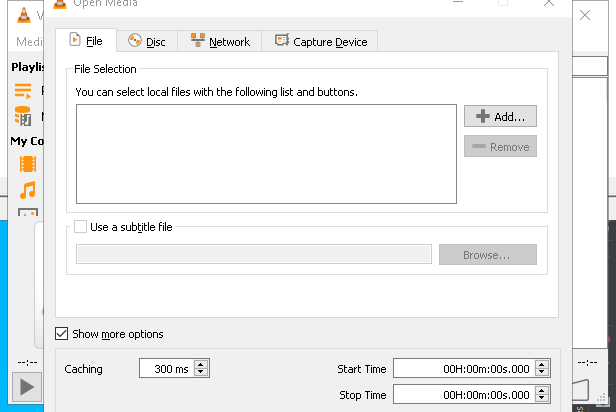 Open Media
V
Medi
File
Disc
Network
Capture Device
Playlis
File Selection
You can select local files with the following list and buttons.
Add...
Remove
My Co
Use a subtitle file
Browse...
Show more options
--:--
--:--
Caching
300 ms
Start Time
00H:00m:00s.000
Stop Time
00H:00m:00s.000